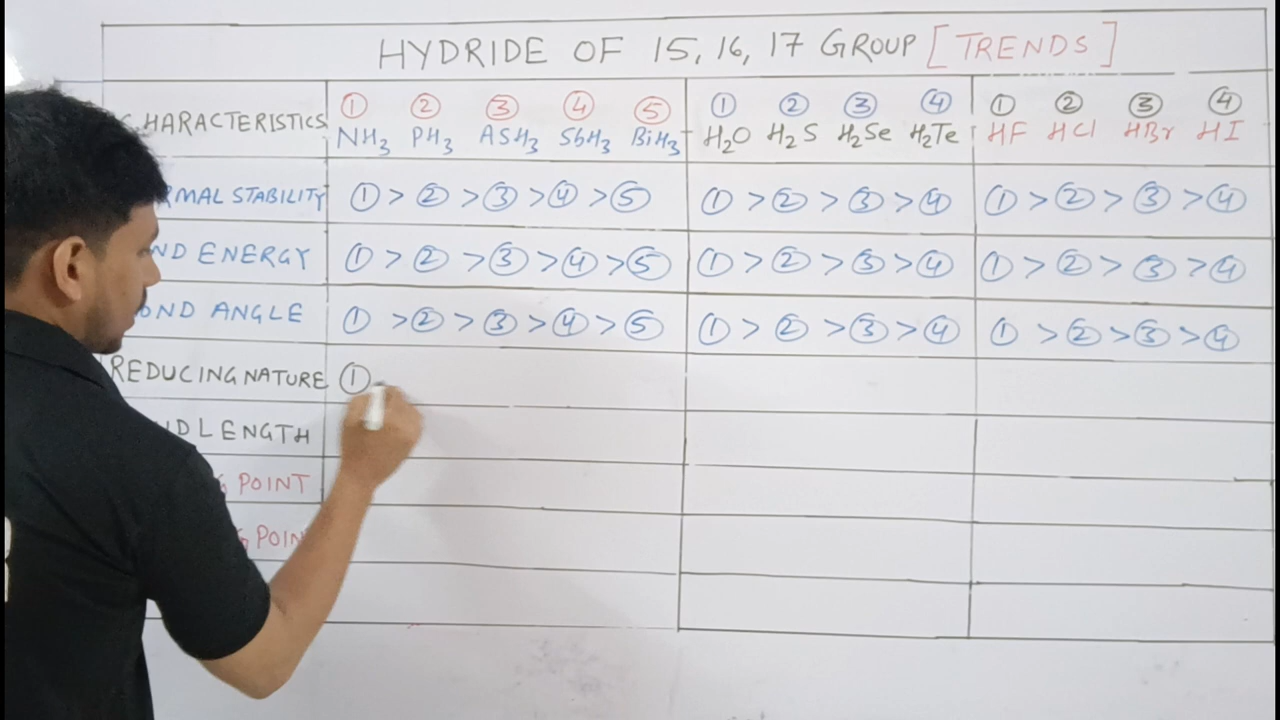 HYDRIDE OF 15, 16, 17 GROUP [TRENDS]
CHARACTERISTICS ① ② ③ ④ ⑤ ① ② ③ ④ ① ② ③ ④
NH₃ PH₃ ASH₃ SbH₃ BiH₃ H₂O H₂S H₂Se H₂Te HF HCl HBr HI
RMAL STABILITY ① > ② > ③ > ④ > ⑤ ① > ② > ③ > ④ ① > ② > ③ > ④
ND ENERGY ① > ② > ③ > ④ > ⑤ ① > ② > ③ > ④ ① > ② > ③ > ④
OND ANGLE ① > ② > ③ > ④ > ⑤ ① > ② > ③ > ④ ① > ② > ③ > ④
REDUCING NATURE ①
ND LENGTH
G POINT
G POIN